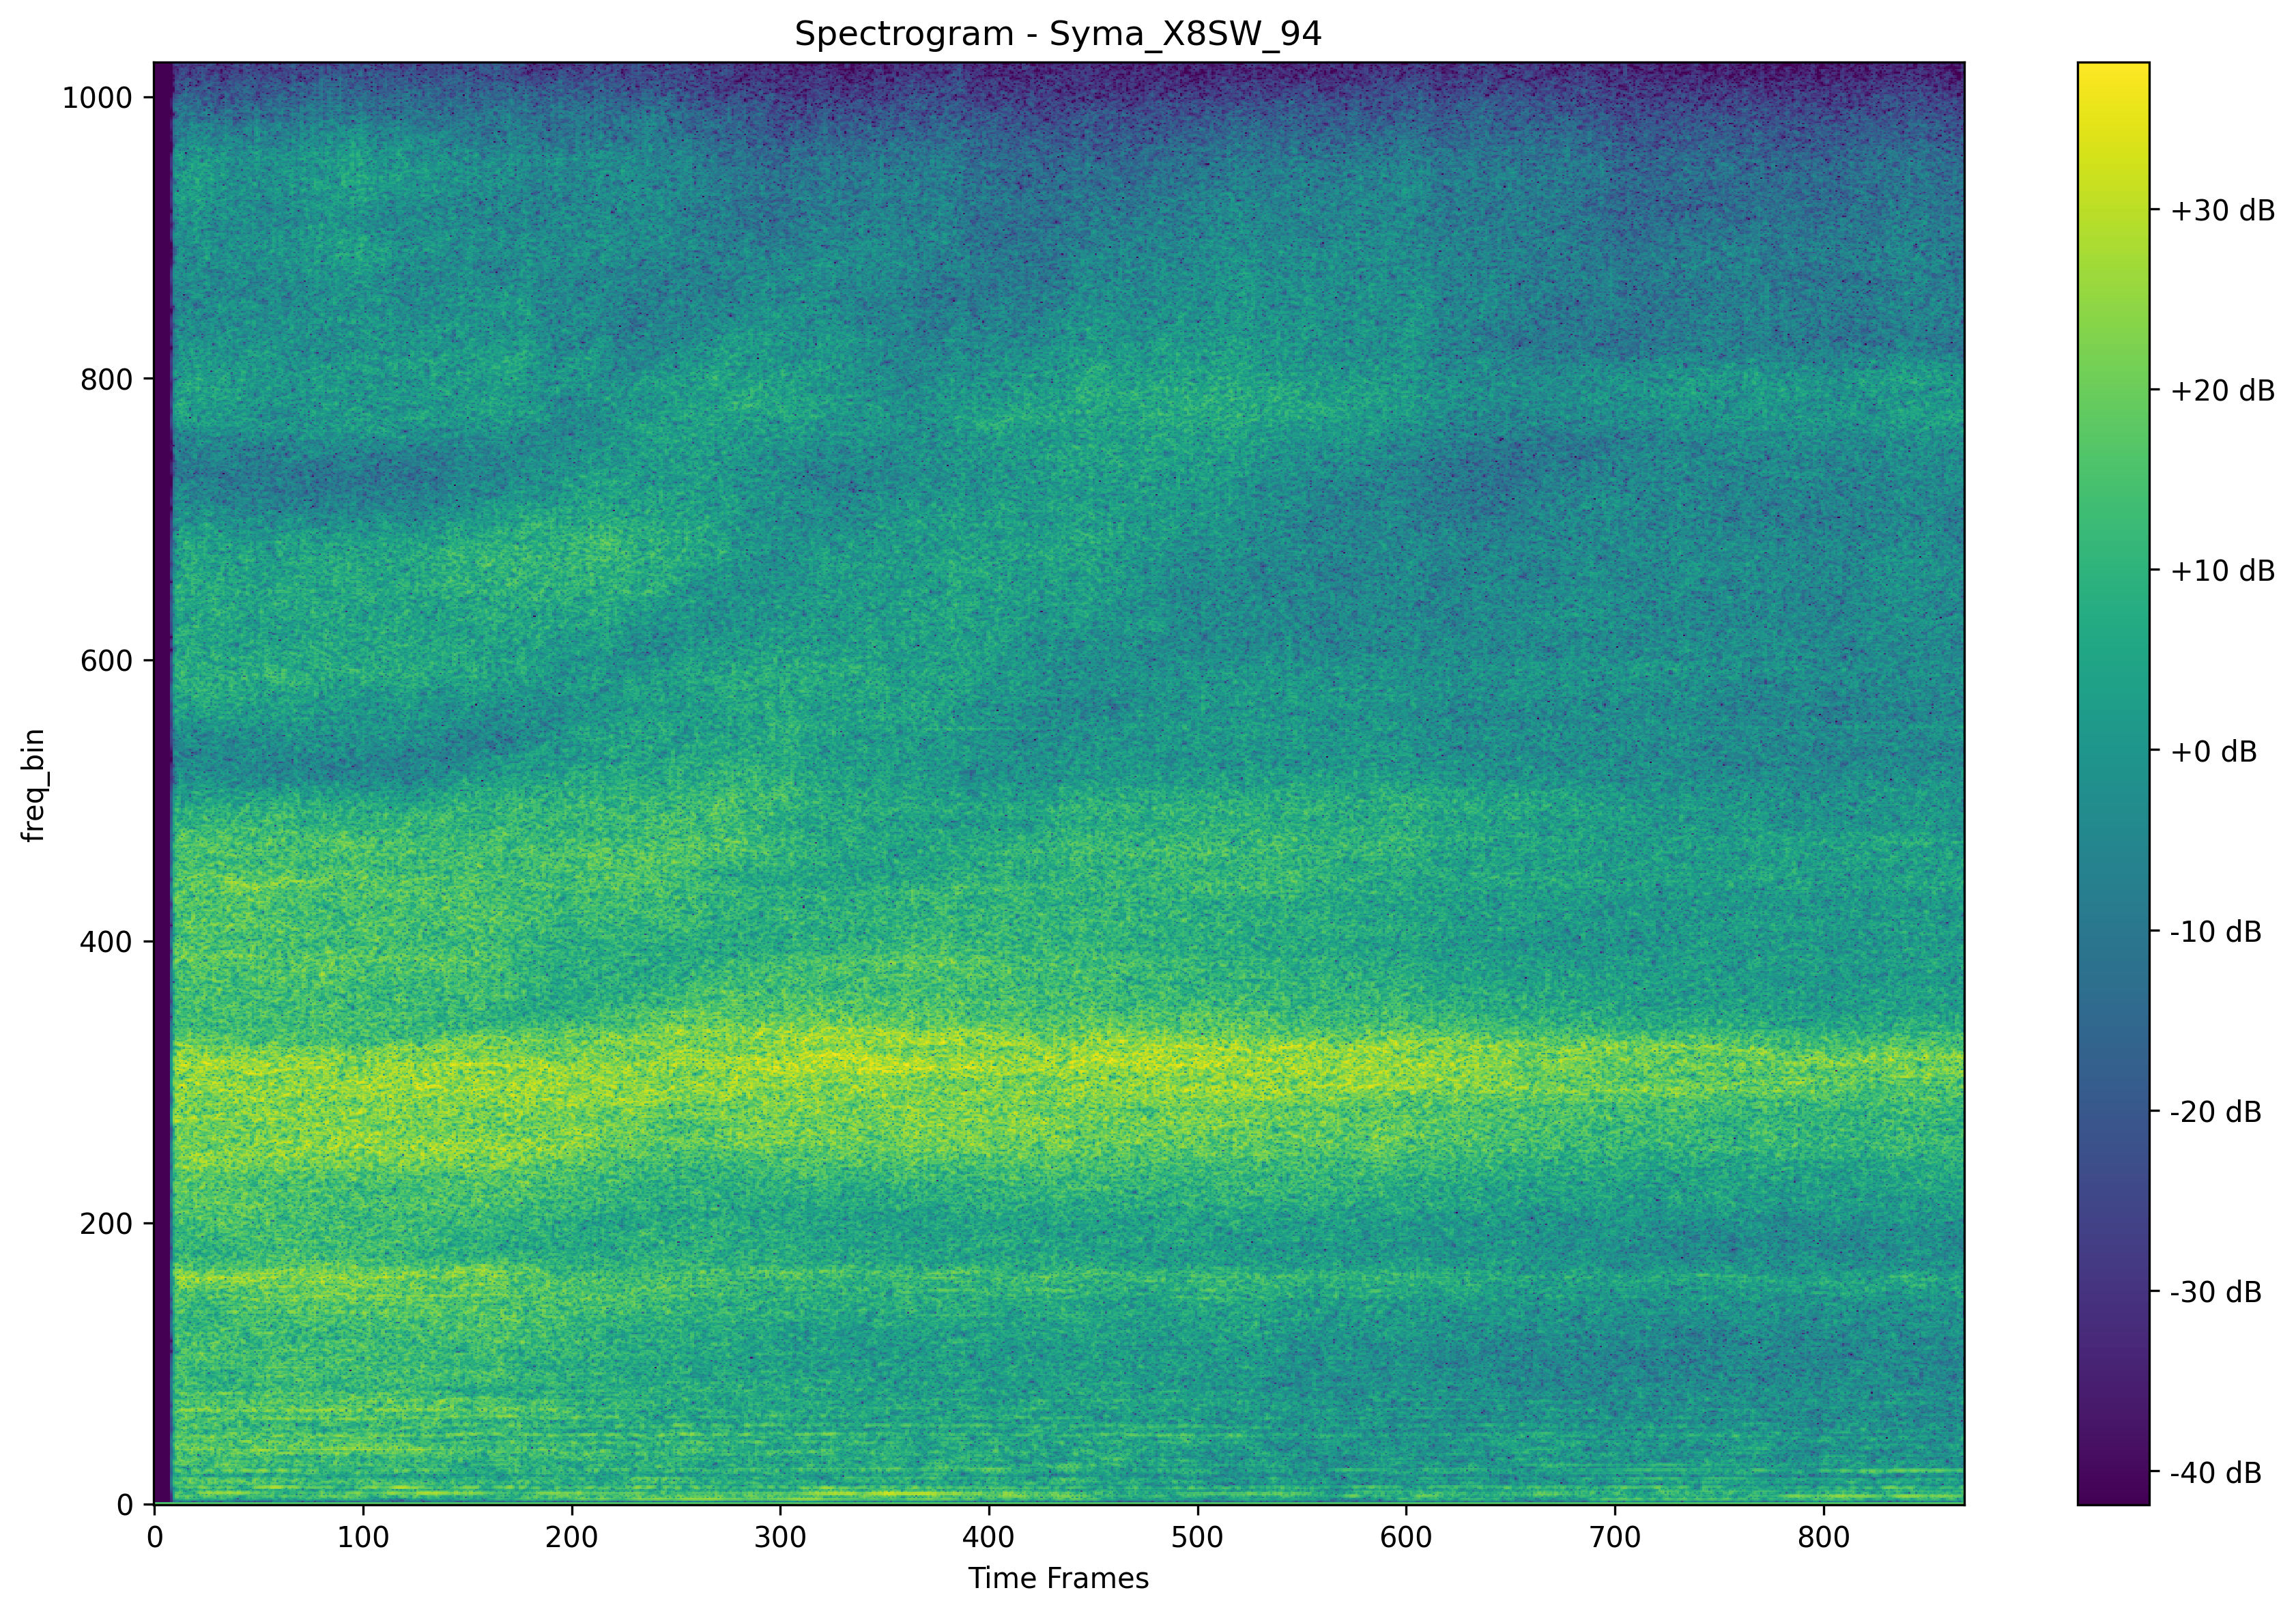 Spectrogram - Syma_X8SW_94
freq_bin
1000
800
600
400
200
0
0 100 200 300 400 500 600 700 800
Time Frames
+30 dB
+20 dB
+10 dB
+0 dB
-10 dB
-20 dB
-30 dB
-40 dB